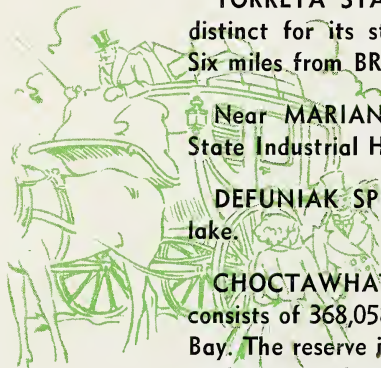 TORREYA STA
distinct for its st
Six miles from BR
Near MARIAN
State Industrial H
DEFUNIAK SP
lake.
CHOCTAWHA
consists of 368,05
Bay. The reserve